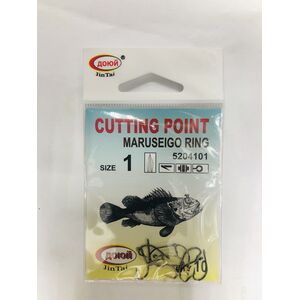 ДОЮЙ
JinTai
CUTTING POINT
MARUSEIGO RING
5204101
SIZE 1
ДОЮЙ
JinTai